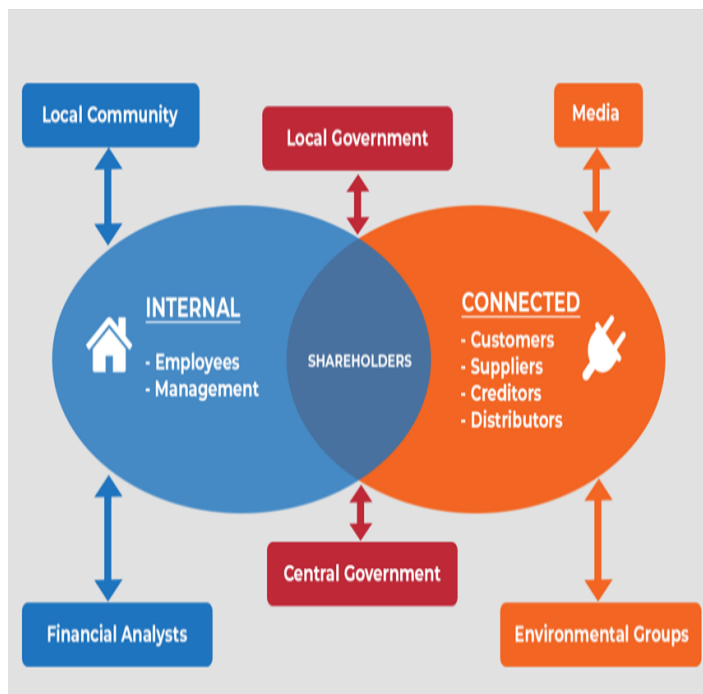 Local Community
Local Government
Media
INTERNAL
- Employees
- Management
SHAREHOLDERS
CONNECTED
- Customers
- Suppliers
- Creditors
- Distributors
Central Government
Financial Analysts
Environmental Groups